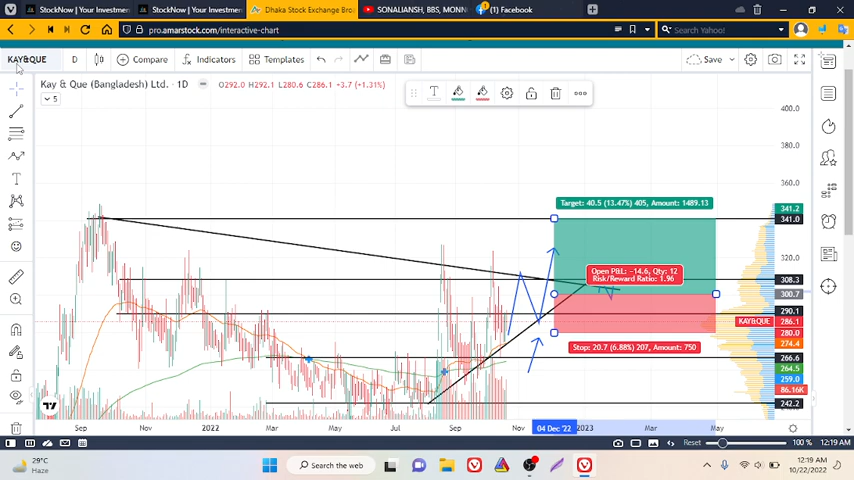 StockNow | Your Investmen
StockNow | Your Investmen
Dhaka Stock Exchange Bro
SONALIANSH, BBS, MONN
Facebook
pro.amarstock.com/interactive-chart
Search Yahoo!
KAY&QUE
D
Compare
Indicators
Templates
Save
Kay & Que (Bangladesh) Ltd. · 1D
O292.0 H292.1 L280.6 C286.1 −3.7 (−1.31%)
5
400.0
380.0
360.0
Target: 40.5 (13.47%) 405, Amount: 1489.13
341.2
341.0
320.0
Open P&L: −14.6, Qty: 12
Risk/Reward Ratio: 1.96
308.3
300.7
290.1
KAY&QUE
286.1
280.0
Stop: 20.7 (6.88%) 207, Amount: 750
274.4
266.6
264.5
259.0
86.16K
242.2
Sep
Nov
2022
Mar
May
Jul
Sep
Nov
04 Dec '22
2023
Mar
May
Reset
100 %
12:19 AM
29°C
Haze
Search the web
12:19 AM
10/22/2022